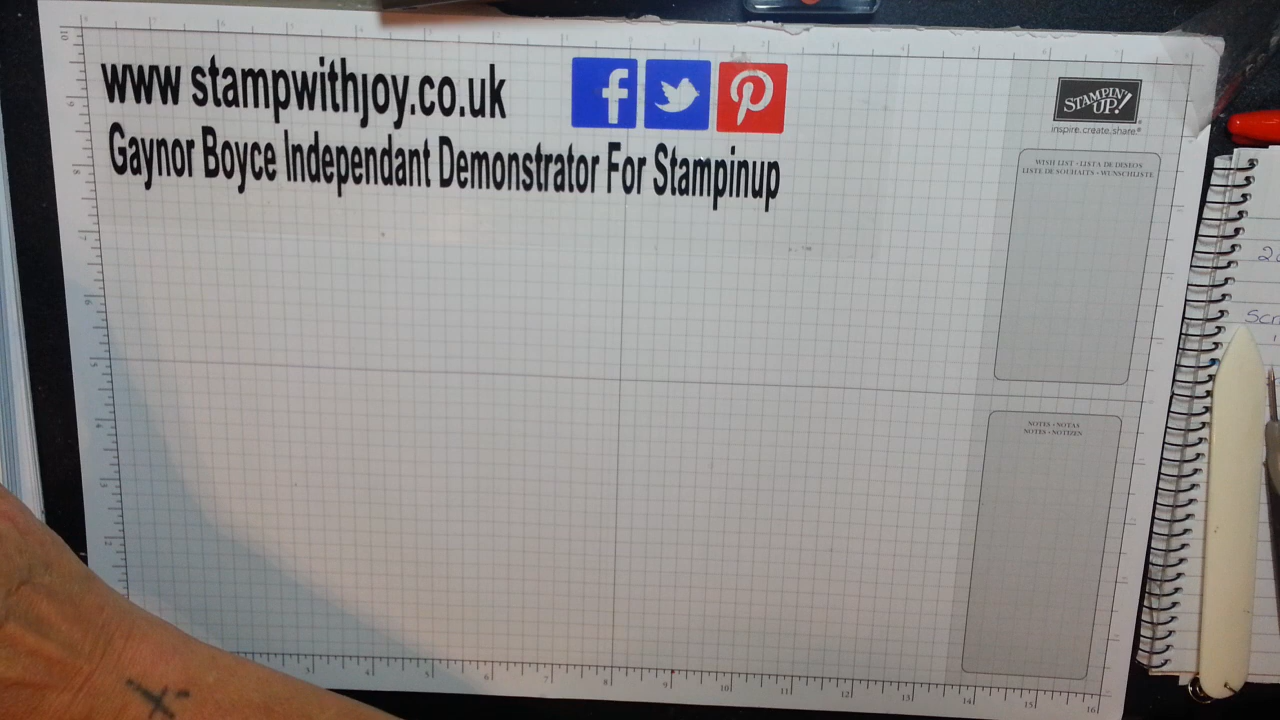 www stampwithjoy.co.uk
Gaynor Boyce Independant Demonstrator For Stampinup
STAMPIN' UP!®
inspire.create.share.®
WISH LIST • LISTA DE DESEOS
LISTE DE SOUHAITS • WUNSCHLISTE
NOTES • NOTAS
NOTES • NOTIZEN